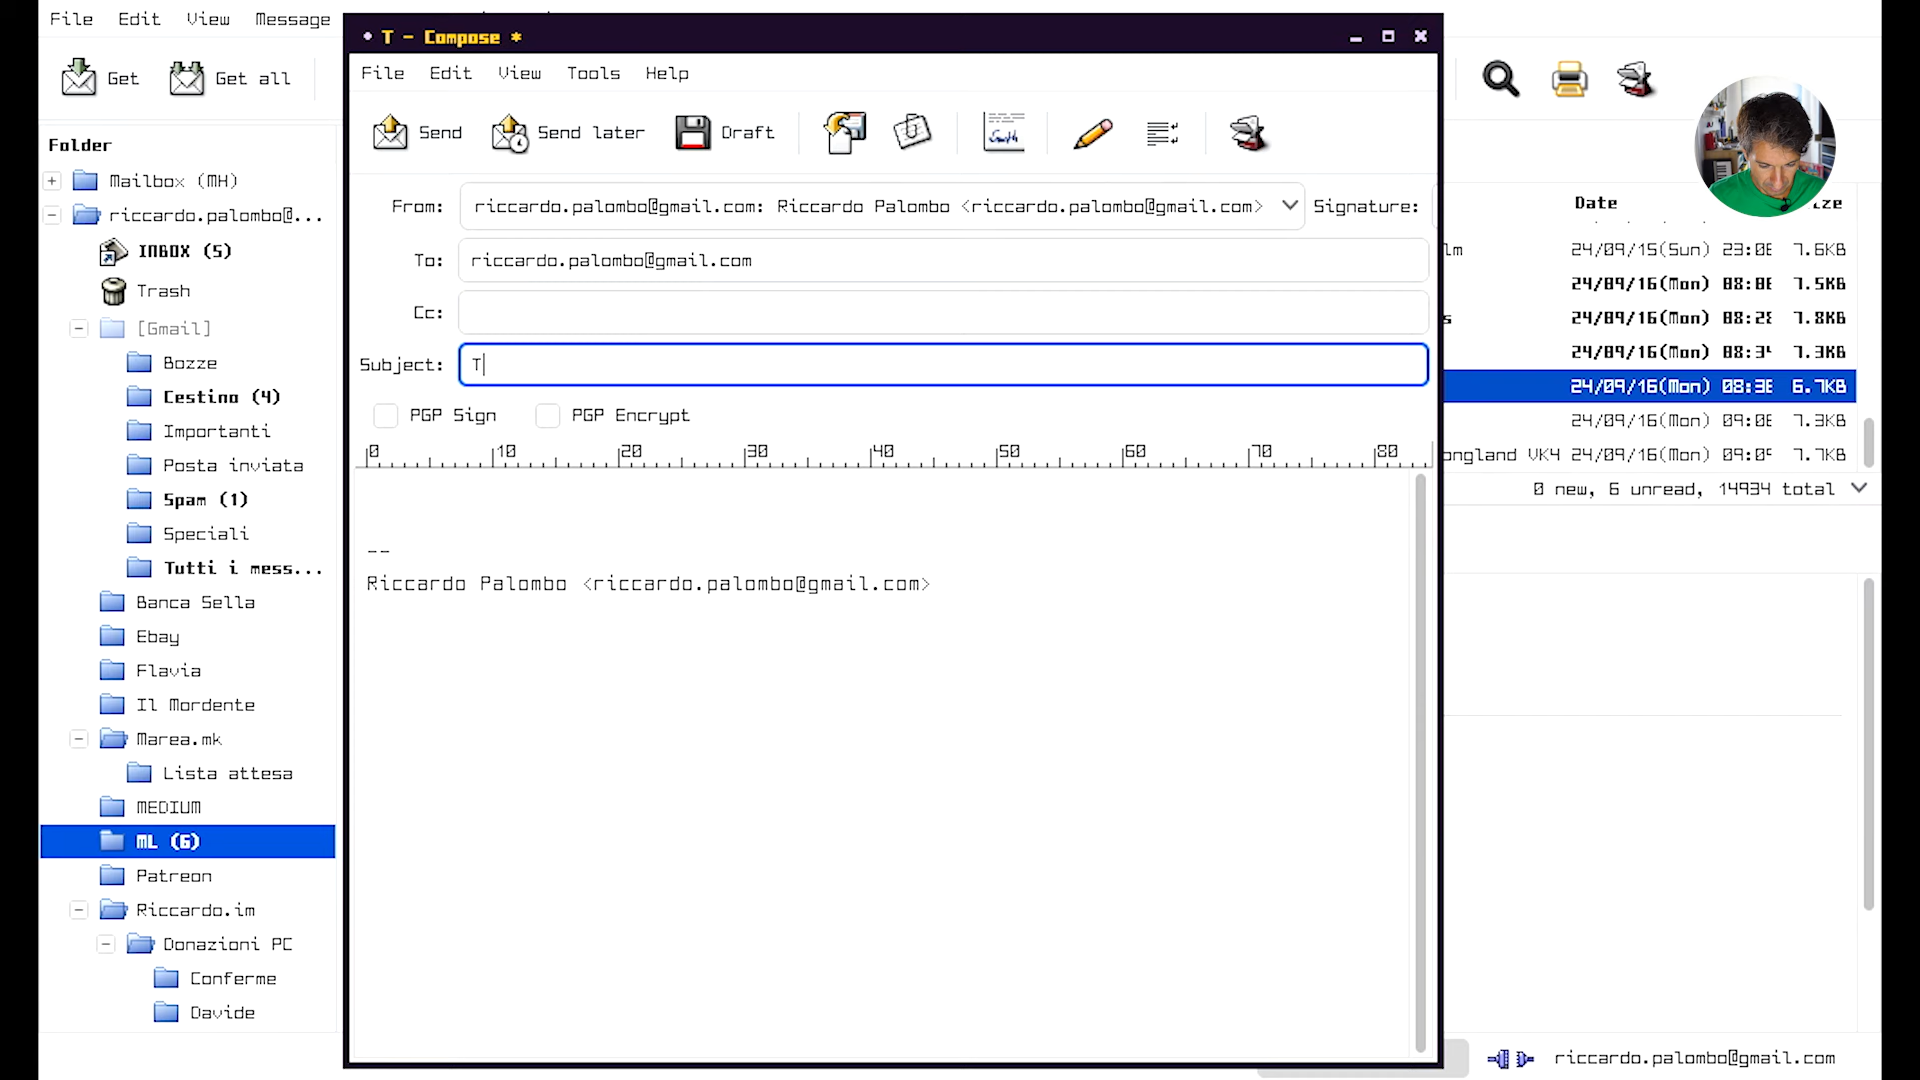 File Edit View Message
Get Get all
Folder
Mailbox (MH)
riccardo.palombo@...
INBOX (5)
Trash
[Gmail]
Bozze
Cestino (4)
Importanti
Posta inviata
Spam (1)
Speciali
Tutti i mess...
Banca Sella
Ebay
Flavia
Il Mordente
Marea.mk
Lista attesa
MEDIUM
ML (6)
Patreon
Riccardo.im
Donazioni PC
Conferme
Davide
T - Compose *
File Edit View Tools Help
Send Send later Draft
From: riccardo.palombo@gmail.com: Riccardo Palombo <riccardo.palombo@gmail.com> Signature:
To: riccardo.palombo@gmail.com
Cc:
Subject: T
PGP Sign PGP Encrypt
0 10 20 30 40 50 60 70 80
--
Riccardo Palombo <riccardo.palombo@gmail.com>
Date
24/09/15(Sun) 7.6KB
24/09/16(Mon) 7.5KB
24/09/16(Mon) 7.8KB
24/09/16(Mon) 7.3KB
24/09/16(Mon) 6.7KB
24/09/16(Mon) 7.3KB
VK4 24/09/16(Mon) 7.7KB
0 new, 6 unread, 14934 total
riccardo.palombo@gmail.com